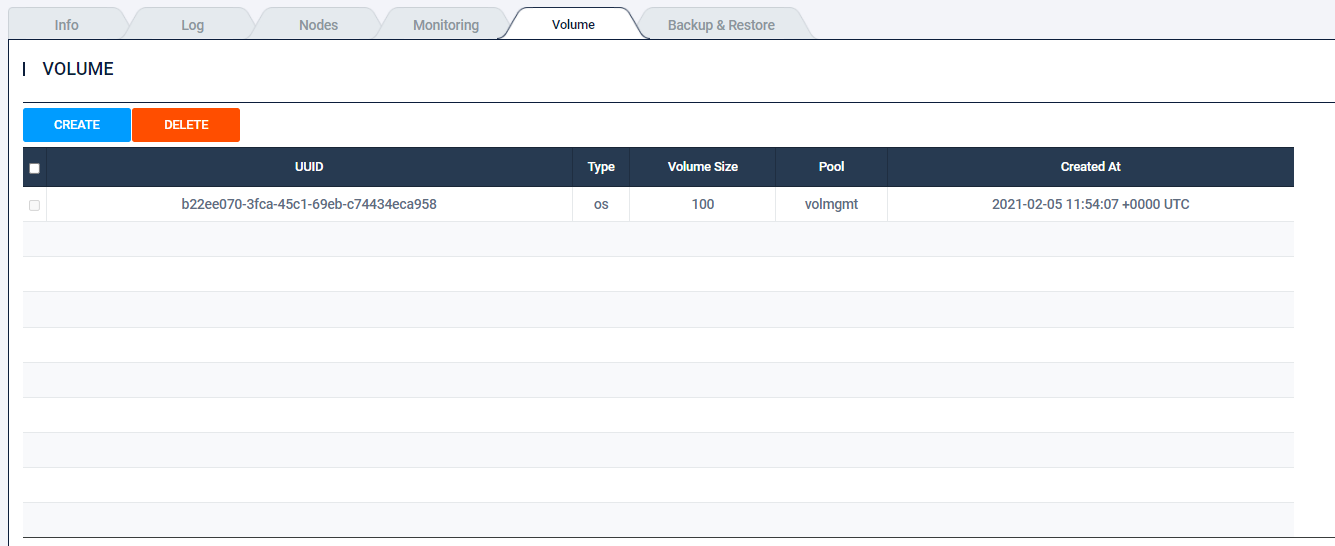 Info Log Nodes Monitoring Volume Backup & Restore
VOLUME
CREATE DELETE
UUID Type Volume Size Pool Created At
b22ee070-3fca-45c1-69eb-c74434eca958 os 100 volmgmt 2021-02-05 11:54:07 +0000 UTC